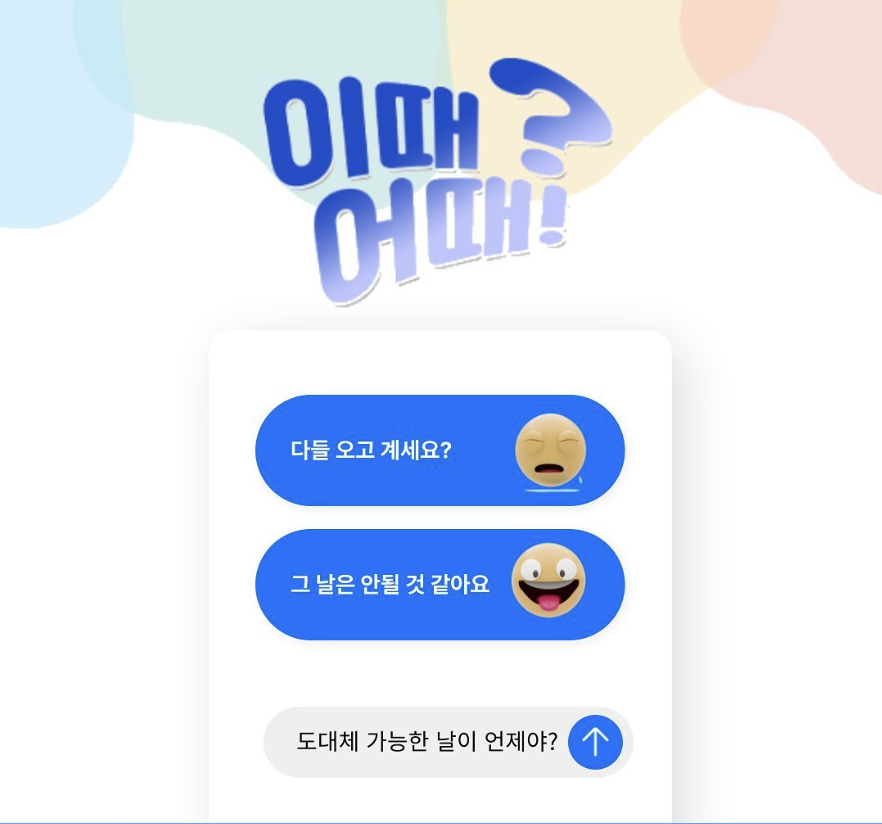 이때?
어때!
다들 오고 계세요?
그 날은 안될 것 같아요
도대체 가능한 날이 언제야?